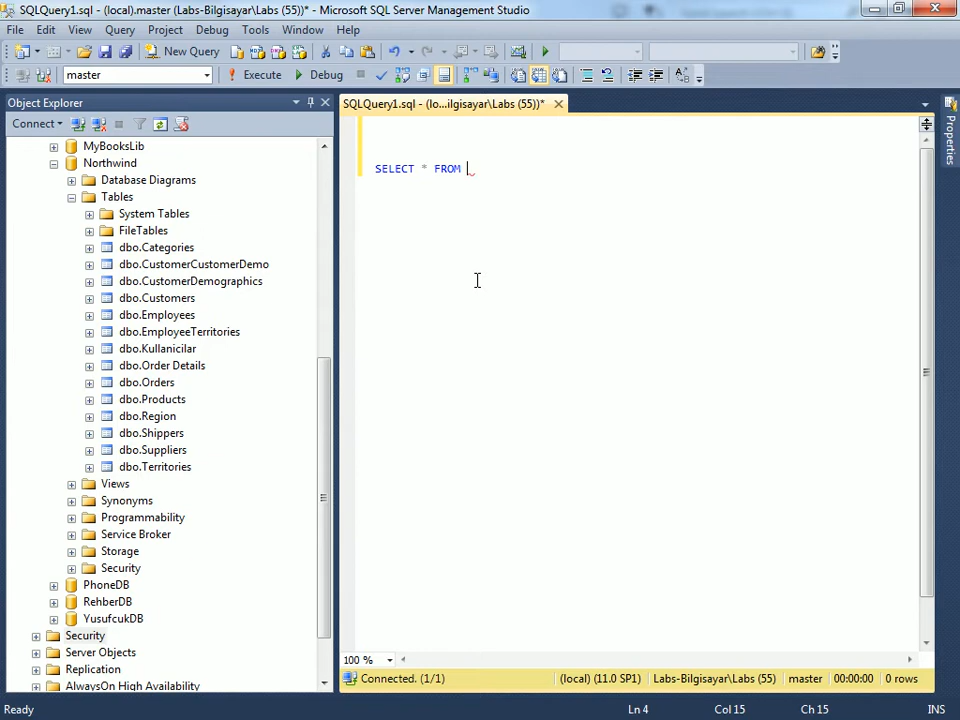 SQLQuery1.sql - (local).master (Labs-Bilgisayar\Labs (55))* - Microsoft SQL Server Management Studio
File Edit View Query Project Debug Tools Window Help
New Query
master Execute Debug
Object Explorer
SQLQuery1.sql - (lo...ilgisayar\Labs (55))*
Connect
MyBooksLib
Northwind
Database Diagrams
Tables
System Tables
FileTables
dbo.Categories
dbo.CustomerCustomerDemo
dbo.CustomerDemographics
dbo.Customers
dbo.Employees
dbo.EmployeeTerritories
dbo.Kullanicilar
dbo.Order Details
dbo.Orders
dbo.Products
dbo.Region
dbo.Shippers
dbo.Suppliers
dbo.Territories
Views
Synonyms
Programmability
Service Broker
Storage
Security
PhoneDB
RehberDB
YusufcukDB
Security
Server Objects
Replication
AlwaysOn High Availability
SELECT * FROM
Properties
100 %
Connected. (1/1) (local) (11.0 SP1) Labs-Bilgisayar\Labs (55) master 00:00:00 0 rows
Ready Ln 4 Col 15 Ch 15 INS